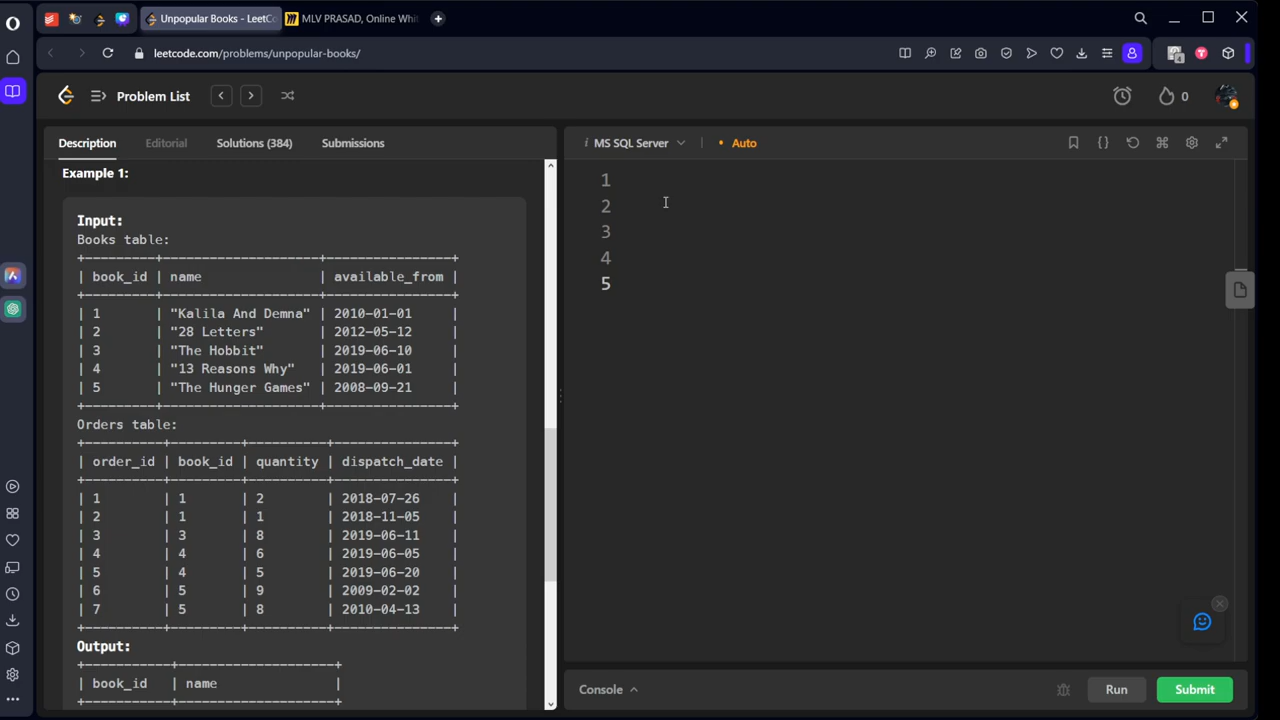 Unpopular Books - LeetC
MLV PRASAD, Online Whit
leetcode.com/problems/unpopular-books/
4
Problem List
0
Description
Editorial
Solutions (384)
Submissions
Example 1:
Input:
Books table:
+----------+--------------------+----------------+
| book_id | name | available_from |
+----------+--------------------+----------------+
| 1 | "Kalila And Demna" | 2010-01-01 |
| 2 | "28 Letters" | 2012-05-12 |
| 3 | "The Hobbit" | 2019-06-10 |
| 4 | "13 Reasons Why" | 2019-06-01 |
| 5 | "The Hunger Games" | 2008-09-21 |
+----------+--------------------+----------------+
Orders table:
+----------+---------+----------+---------------+
| order_id | book_id | quantity | dispatch_date |
+----------+---------+----------+---------------+
| 1 | 1 | 2 | 2018-07-26 |
| 2 | 1 | 1 | 2018-11-05 |
| 3 | 3 | 8 | 2019-06-11 |
| 4 | 4 | 6 | 2019-06-05 |
| 5 | 4 | 5 | 2019-06-20 |
| 6 | 5 | 9 | 2009-02-02 |
| 7 | 5 | 8 | 2010-04-13 |
+----------+---------+----------+---------------+
Output:
+----------+--------------------+
| book_id | name |
+----------+--------------------+
i MS SQL Server
• Auto
1
2
3
4
5
Console
Run
Submit